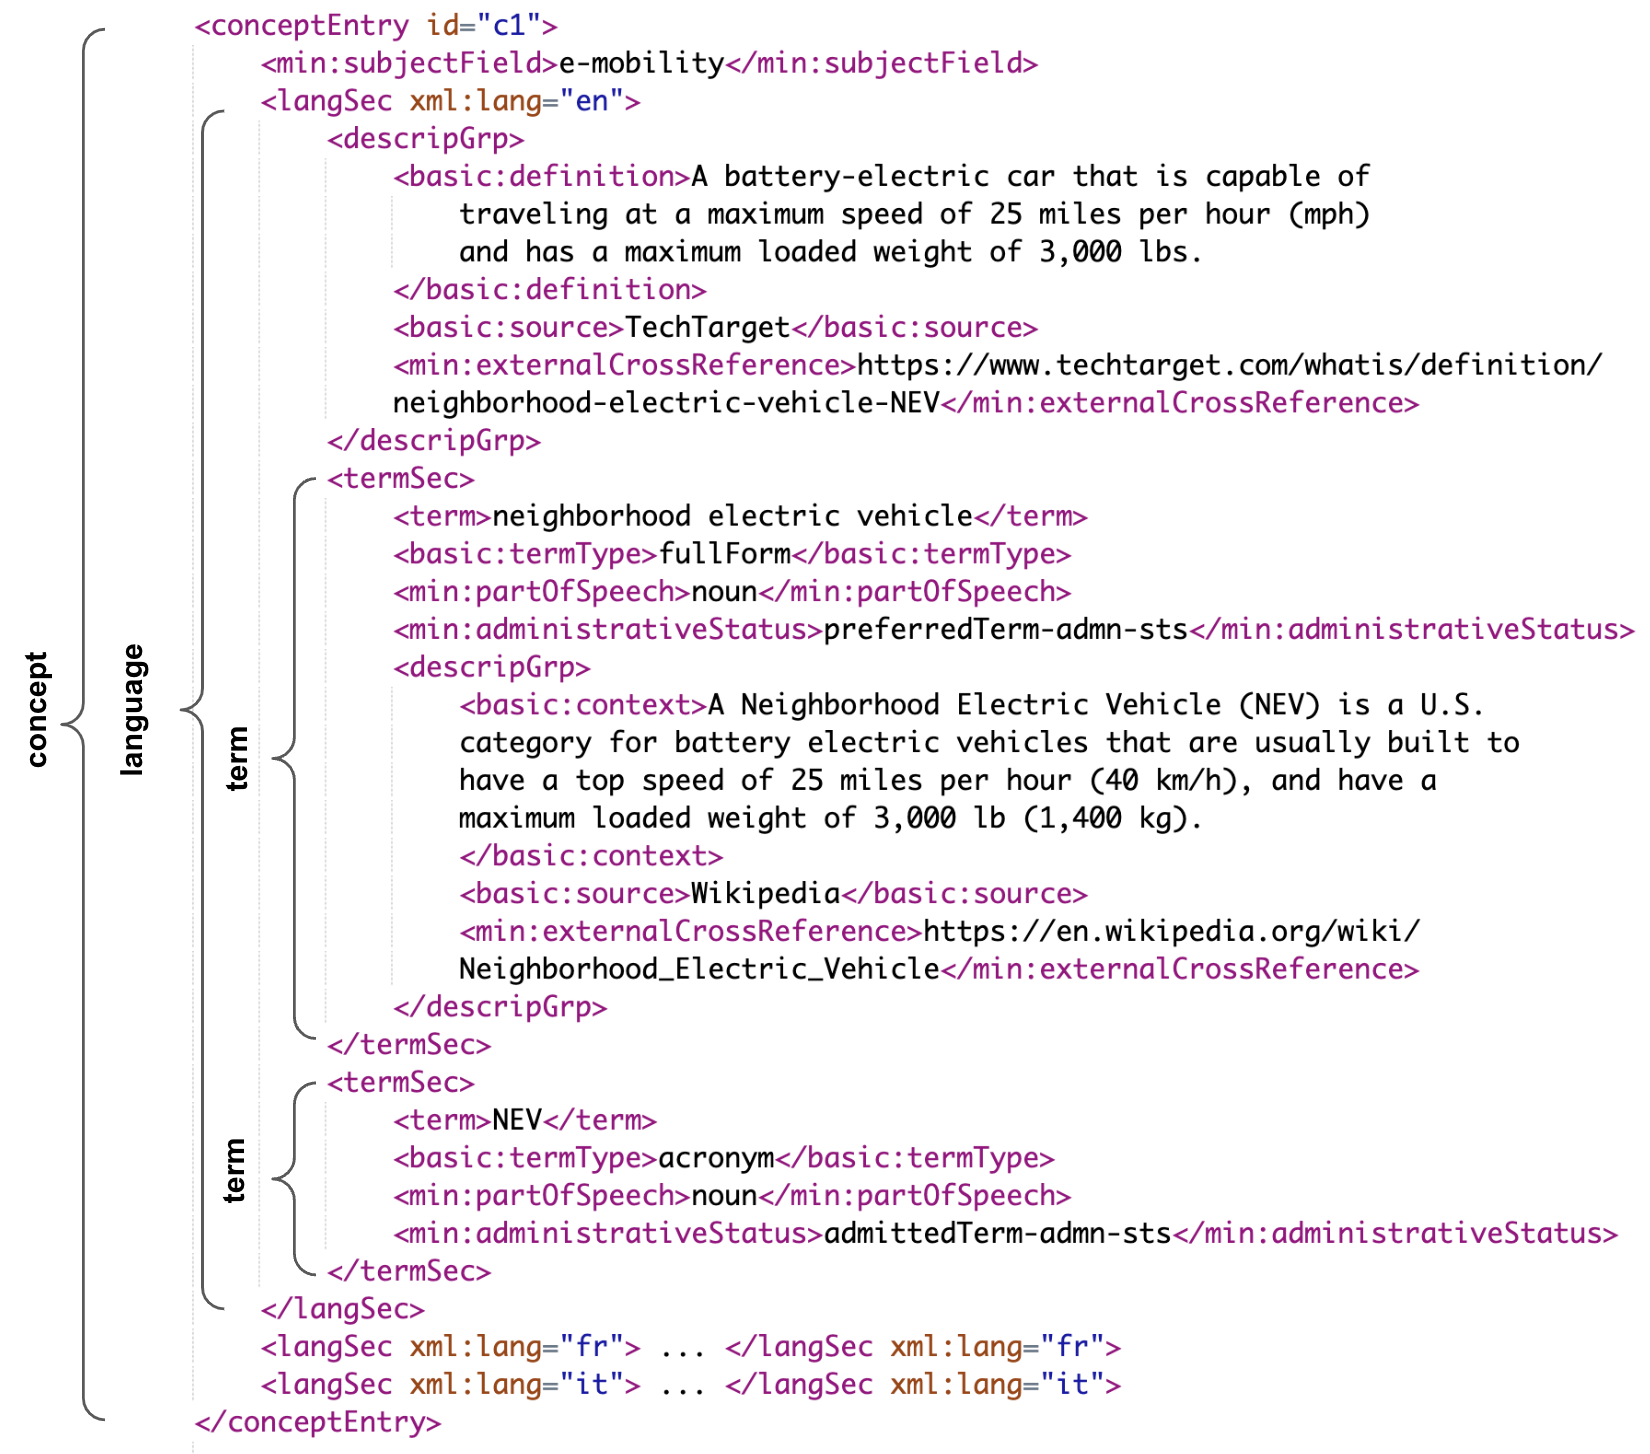 <conceptEntry id="c1">
<min:subjectField>e-mobility</min:subjectField>
<langSec xml:lang="en">
<descripGrp>
<basic:definition>A battery-electric car that is capable of
traveling at a maximum speed of 25 miles per hour (mph)
and has a maximum loaded weight of 3,000 lbs.
</basic:definition>
<basic:source>TechTarget</basic:source>
<min:externalCrossReference>https://www.techtarget.com/whatis/definition/
neighborhood-electric-vehicle-NEV</min:externalCrossReference>
</descripGrp>
<termSec>
<term>neighborhood electric vehicle</term>
<basic:termType>fullForm</basic:termType>
<min:partOfSpeech>noun</min:partOfSpeech>
<min:administrativeStatus>preferredTerm-admn-sts</min:administrativeStatus>
<descripGrp>
<basic:context>A Neighborhood Electric Vehicle (NEV) is a U.S.
category for battery electric vehicles that are usually built to
have a top speed of 25 miles per hour (40 km/h), and have a
maximum loaded weight of 3,000 lb (1,400 kg).
</basic:context>
<basic:source>Wikipedia</basic:source>
<min:externalCrossReference>https://en.wikipedia.org/wiki/
Neighborhood_Electric_Vehicle</min:externalCrossReference>
</descripGrp>
</termSec>
<termSec>
<term>NEV</term>
<basic:termType>acronym</basic:termType>
<min:partOfSpeech>noun</min:partOfSpeech>
<min:administrativeStatus>admittedTerm-admn-sts</min:administrativeStatus>
</termSec>
</langSec>
<langSec xml:lang="fr"> ... </langSec xml:lang="fr">
<langSec xml:lang="it"> ... </langSec xml:lang="it">
</conceptEntry>
concept
language
term
term